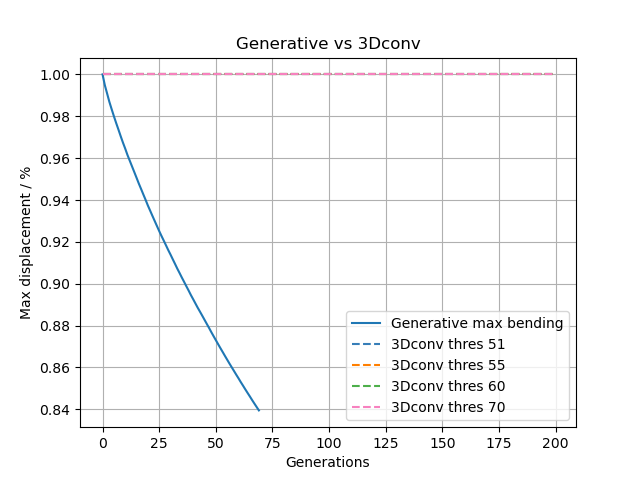 Generative vs 3Dconv
Max displacement / %
1.00
0.98
0.96
0.94
0.92
0.90
0.88
0.86
0.84
Generative max bending
3Dconv thres 51
3Dconv thres 55
3Dconv thres 60
3Dconv thres 70
0 25 50 75 100 125 150 175 200
Generations